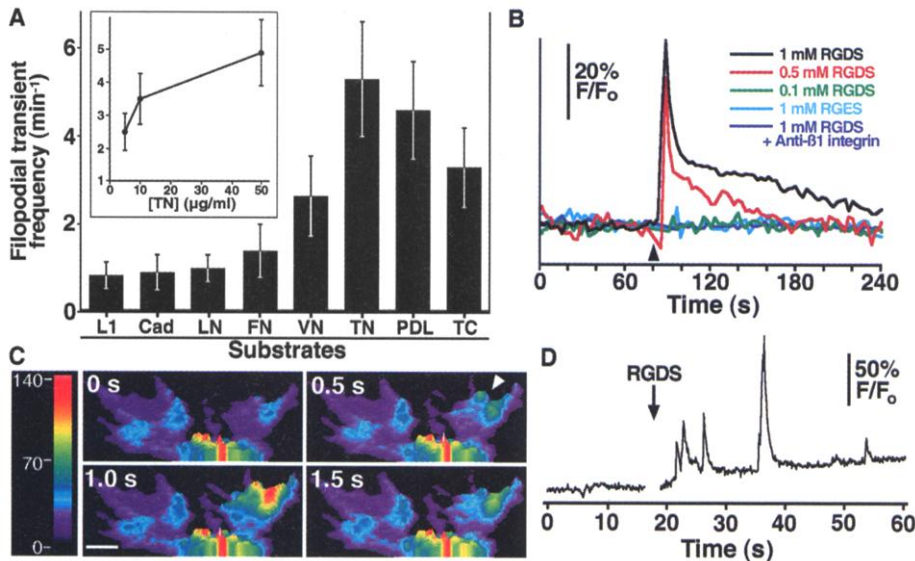 A
Filopodial transient
frequency (min⁻¹)
6
4
2
0
5
4
3
2
1
0 10 20 30 40 50
[TN] (µg/ml)
L1 Cad LN FN VN TN PDL TC
Substrates
B
20%
F/Fo
1 mM RGDS
0.5 mM RGDS
0.1 mM RGDS
1 mM RGES
1 mM RGDS
+ Anti-ß1 integrin
0 60 120 180 240
Time (s)
C
140
70
0
0 s
0.5 s
1.0 s
1.5 s
D
RGDS
50%
F/Fo
0 10 20 30 40 50 60
Time (s)